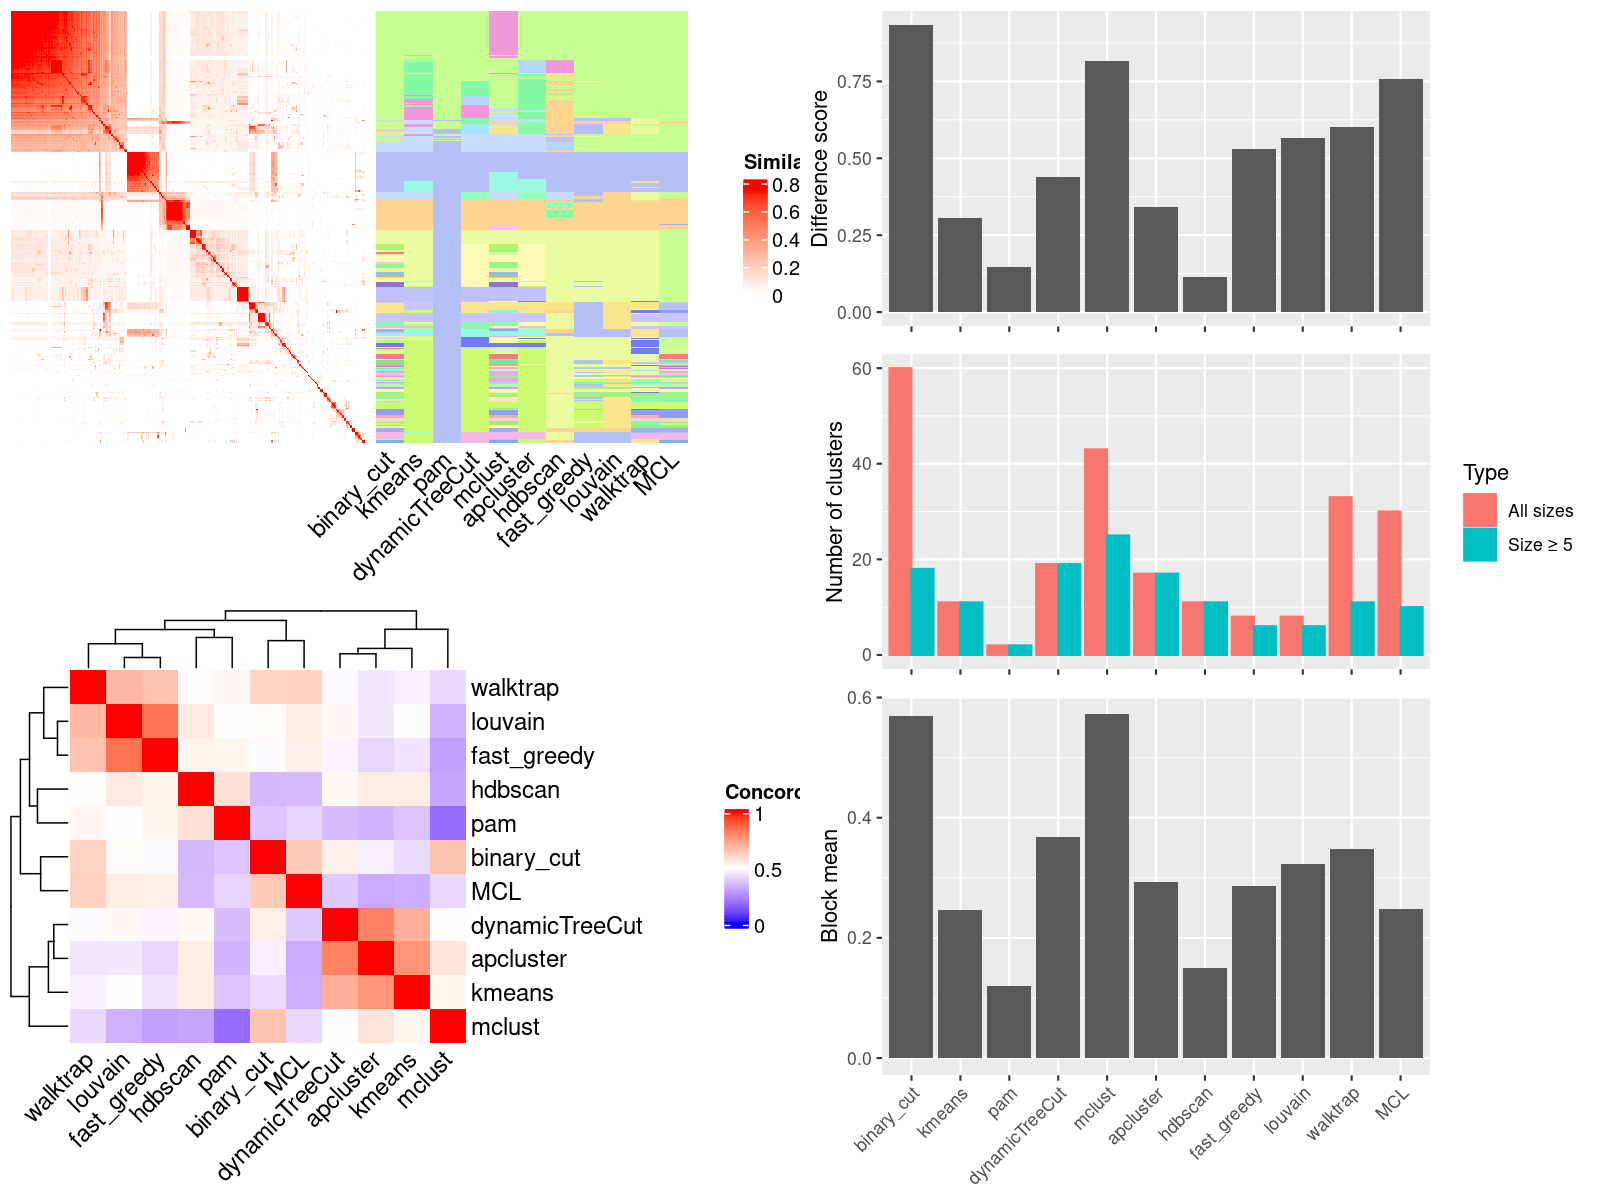 Simila
0.8
0.6
0.4
0.2
0
binary_cut
kmeans
pam
dynamicTreeCut
mclust
apcluster
hdbscan
fast_greedy
louvain
walktrap
MCL
walktrap
louvain
fast_greedy
hdbscan
pam
binary_cut
MCL
dynamicTreeCut
apcluster
kmeans
mclust
Concord
1
0.5
0
walktrap
louvain
fast_greedy
hdbscan
pam
binary_cut
MCL
dynamicTreeCut
apcluster
kmeans
mclust
Difference score
0.75
0.50
0.25
0.00
Number of clusters
60
40
20
0
Type
All sizes
Size ≥ 5
Block mean
0.6
0.4
0.2
0.0
binary_cut
kmeans
pam
dynamicTreeCut
mclust
apcluster
hdbscan
fast_greedy
louvain
walktrap
MCL